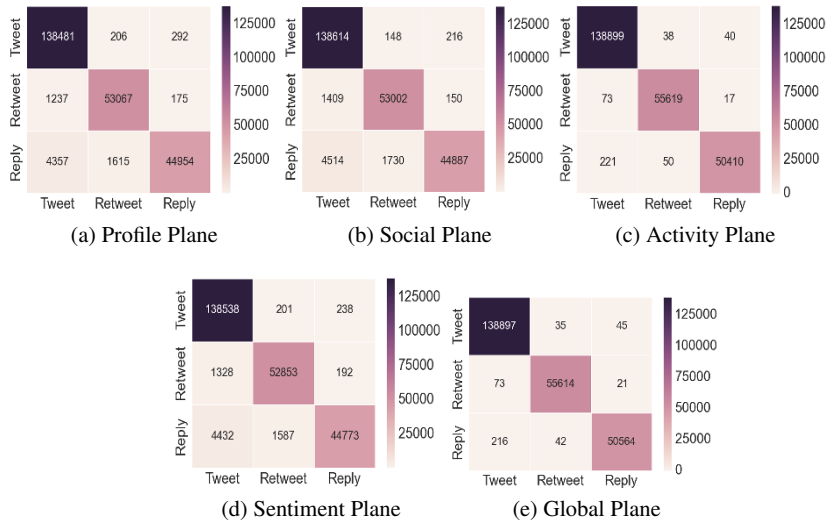 Tweet 138481 206 292 125000
100000
Retweet 1237 53067 175 75000
50000
Reply 4357 1615 44954 25000
Tweet Retweet Reply
(a) Profile Plane
Tweet 138614 148 216 125000
100000
Retweet 1409 53002 150 75000
50000
Reply 4514 1730 44887 25000
Tweet Retweet Reply
(b) Social Plane
Tweet 138899 38 40 125000
100000
Retweet 73 55619 17 75000
50000
Reply 221 50 50410 25000
0
Tweet Retweet Reply
(c) Activity Plane
Tweet 138538 201 238 125000
100000
Retweet 1328 52853 192 75000
50000
Reply 4432 1587 44773 25000
Tweet Retweet Reply
(d) Sentiment Plane
Tweet 138897 35 45 125000
100000
Retweet 73 55614 21 75000
50000
Reply 216 42 50564 25000
0
Tweet Retweet Reply
(e) Global Plane